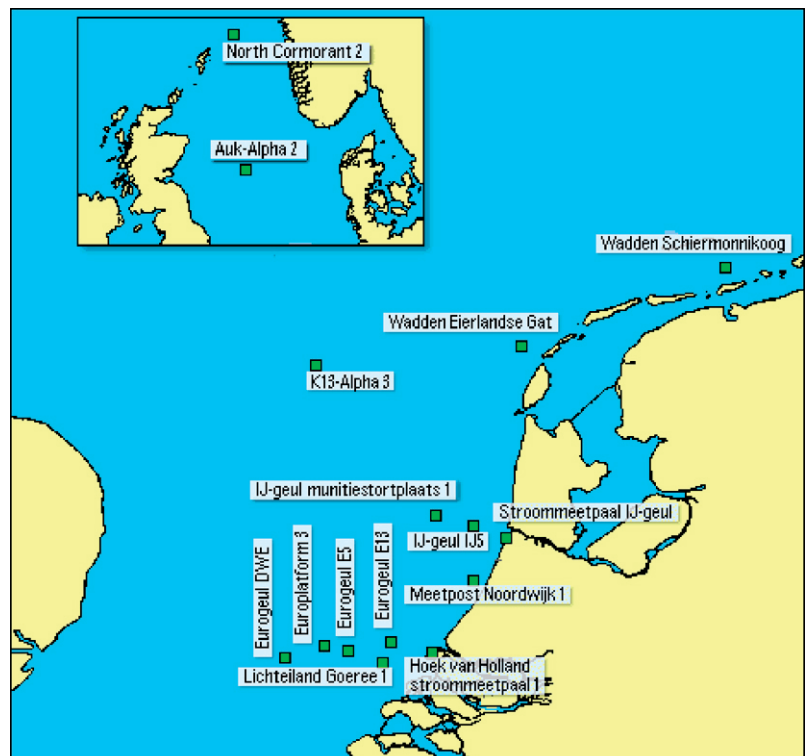 North Cormorant 2
Auk-Alpha 2
Wadden Schiermonnikoog
Wadden Eierlandse Gat
K13-Alpha 3
IJ-geul munitiestortplaats 1
Stroommeetpaal IJ-geul
IJ-geul IJ5
Eurogeul DWE
Europlatform 3
Eurogeul E5
Eurogeul E13
Meetpost Noordwijk 1
Lichteiland Goeree 1
Hoek van Holland
stroommeetpaal 1